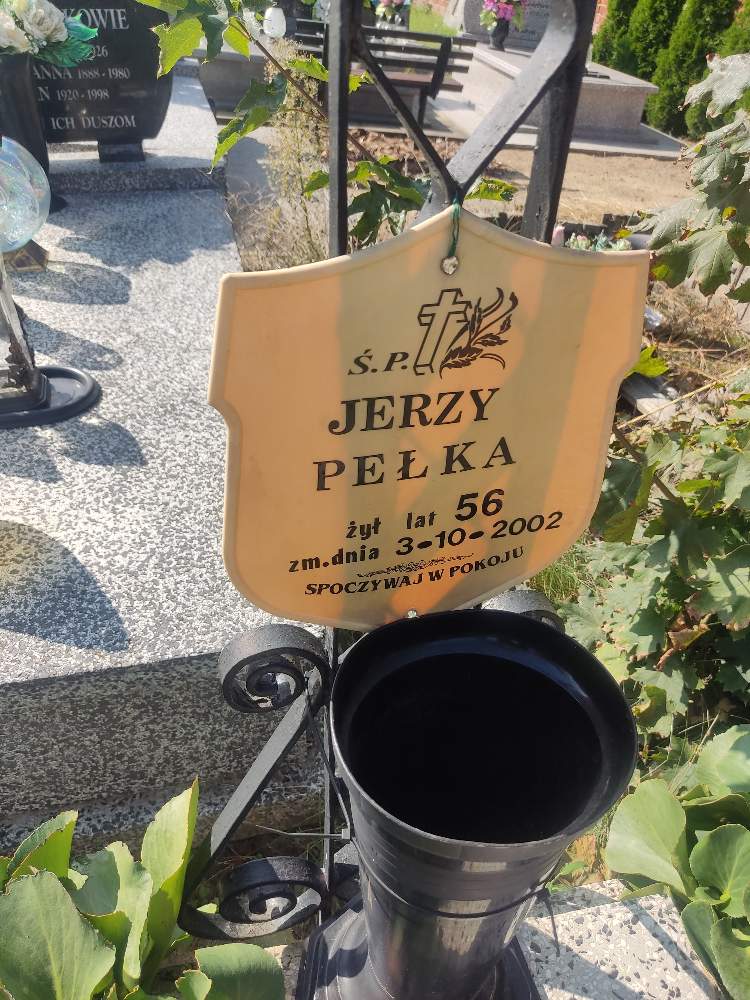 KOWIE
26
ANNA 1888-1980
N 1920-1998
ICH DUSZOM
Ś.P.
JERZY
PEŁKA
żył lat 56
zm.dnia 3•10•2002
SPOCZYWAJ W POKOJU